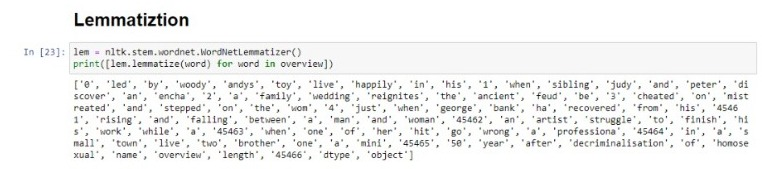 Lemmatiztion
In [23]: lem = nltk.stem.wordnet.WordNetLemmatizer()
print([lem.lemmatize(word) for word in overview])
['0', 'led', 'by', 'woody', 'andys', 'toy', 'live', 'happily', 'in', 'his', '1', 'when', 'sibling', 'judy', 'and', 'peter', 'di
scover', 'an', 'encha', '2', 'a', 'family', 'wedding', 'reignites', 'the', 'ancient', 'feud', 'be', '3', 'cheated', 'on', 'mist
reated', 'and', 'stepped', 'on', 'the', 'wom', '4', 'just', 'when', 'george', 'bank', 'ha', 'recovered', 'from', 'his', '4546
1', 'rising', 'and', 'falling', 'between', 'a', 'man', 'and', 'woman', '45462', 'an', 'artist', 'struggle', 'to', 'finish', 'hi
s', 'work', 'while', 'a', '45463', 'when', 'one', 'of', 'her', 'hit', 'go', 'wrong', 'a', 'professiona', '45464', 'in', 'a', 's
mall', 'town', 'live', 'two', 'brother', 'one', 'a', 'mini', '45465', '50', 'year', 'after', 'decriminalisation', 'of', 'homose
xual', 'name', 'overview', 'length', '45466', 'dtype', 'object']